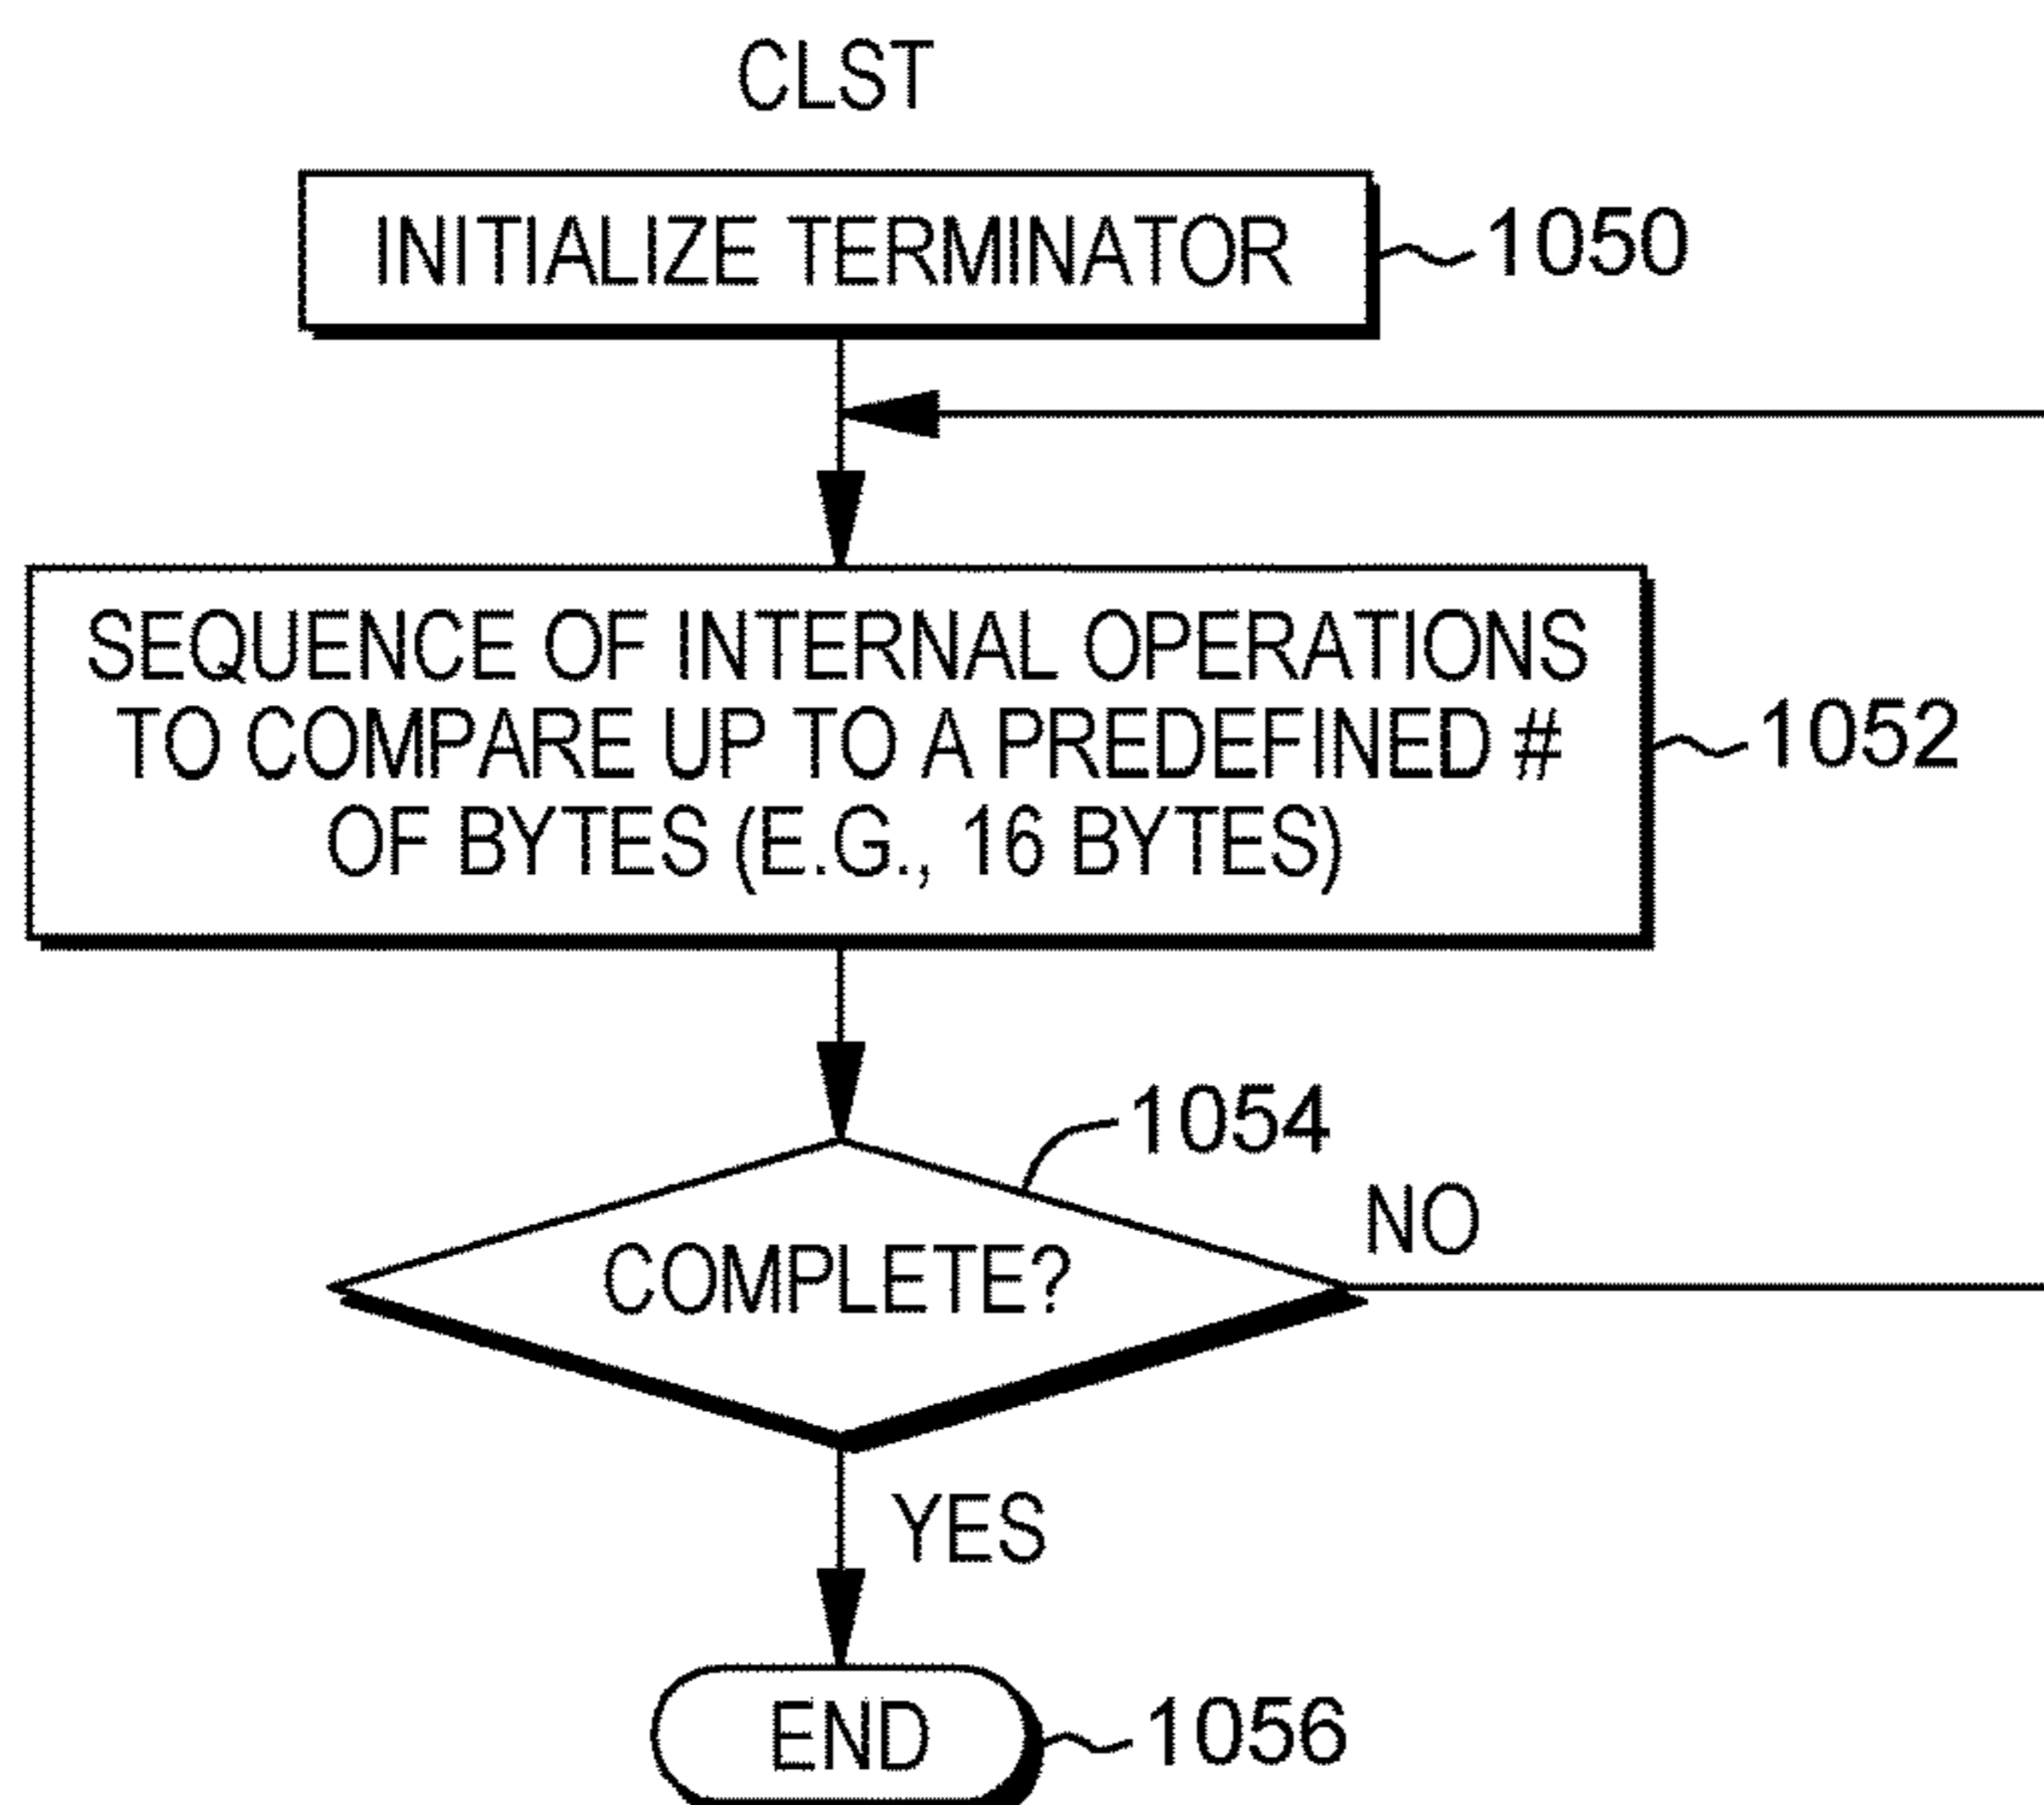 CLST
INITIALIZE TERMINATOR
1050
SEQUENCE OF INTERNAL OPERATIONS
TO COMPARE UP TO A PREDEFINED #
OF BYTES (E.G., 16 BYTES)
1052
1054
COMPLETE?
NO
YES
END
1056